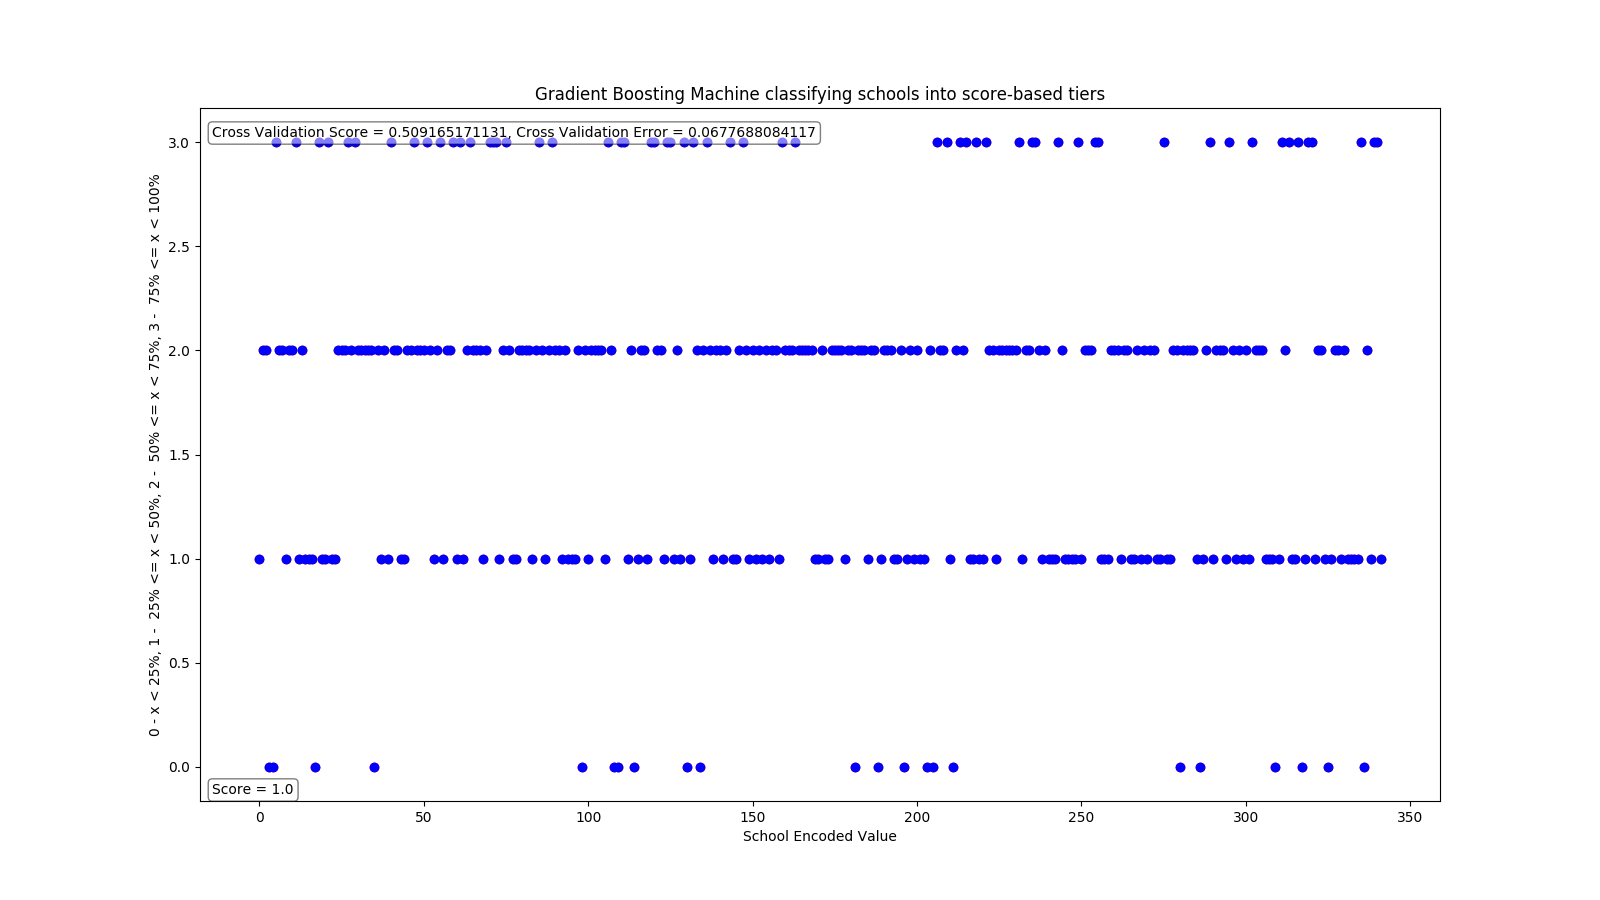 Gradient Boosting Machine classifying schools into score-based tiers
Cross Validation Score = 0.509165171131, Cross Validation Error = 0.0677688084117
3.0
2.5
2.0
1.5
1.0
0.5
0.0
0 - x < 25%, 1 -  25% <= x < 50%, 2 -  50% <= x < 75%, 3 -  75% <= x < 100%
Score = 1.0
0 50 100 150 200 250 300 350
School Encoded Value